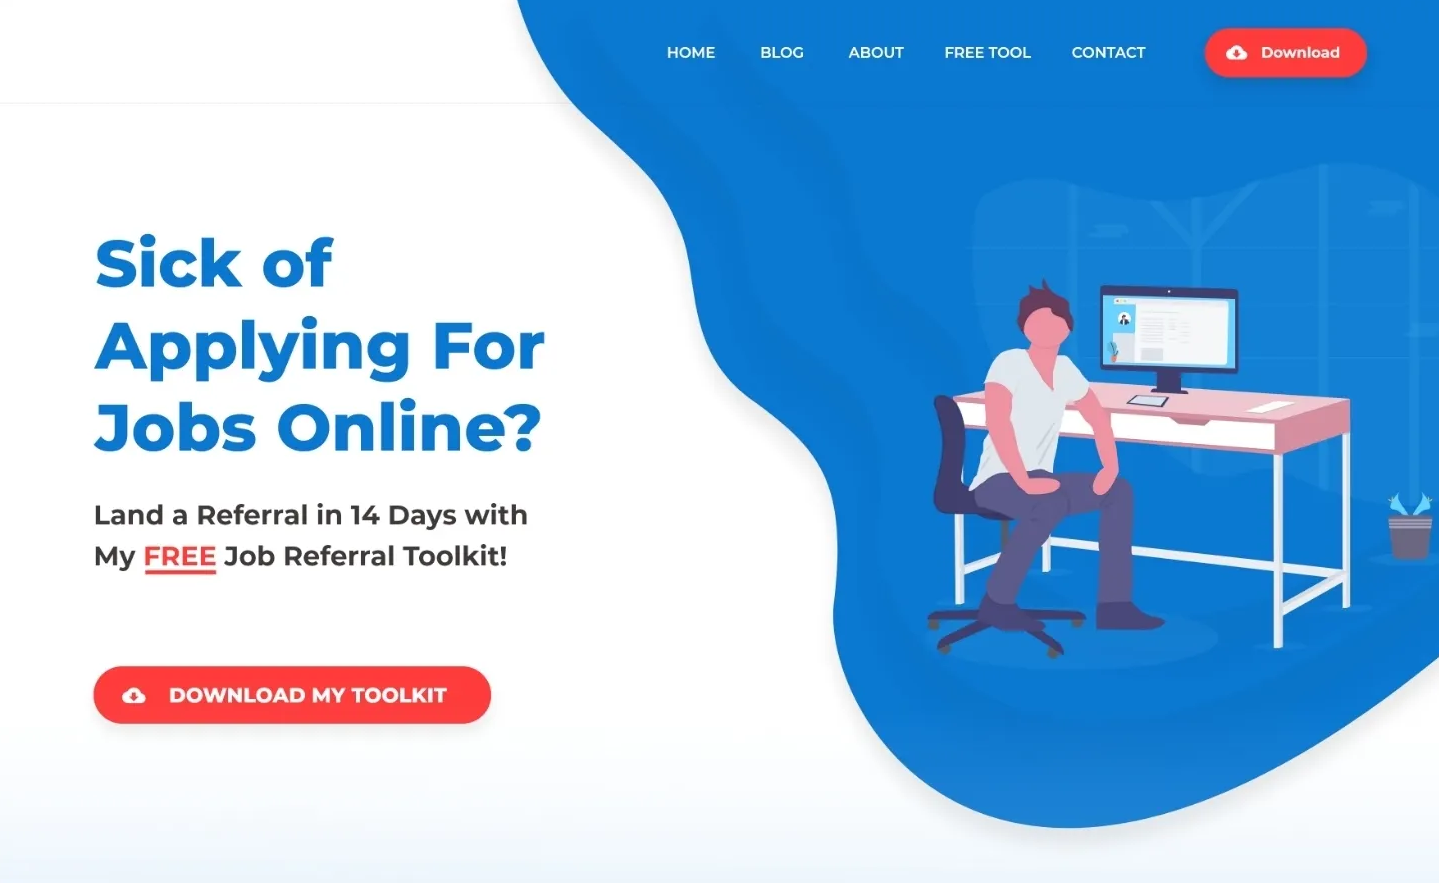 HOME BLOG ABOUT FREE TOOL CONTACT Download
Sick of
Applying For
Jobs Online?
Land a Referral in 14 Days with
My FREE Job Referral Toolkit!
DOWNLOAD MY TOOLKIT